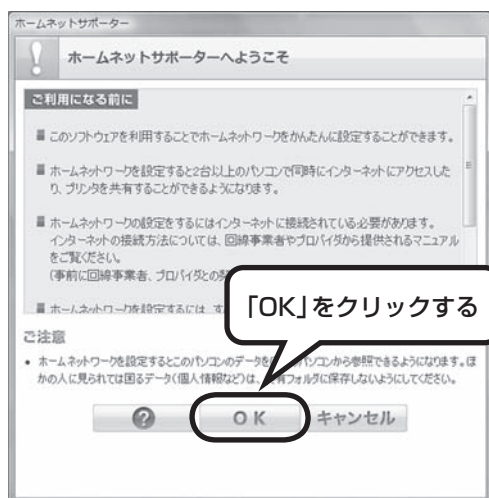 ホームネットサポーター
ホームネットサポーターへようこそ
ご利用になる前に
このソフトウェアを利用することでホームネットワークをかんたんに設定することができます。
ホームネットワークを設定すると2台以上のパソコンで同時にインターネットにアクセスした
り、プリンタを共有することができるようになります。
ホームネットワークの設定をするにはインターネットに接続されている必要があります。
インターネットの接続方法については、回線事業者やプロバイダから提供されるマニュアル
をご覧ください。
(事前に回線事業者、プロバイダとの
ホームネットワークを設定するには、す
「OK」をクリックする
ご注意
• ホームネットワークを設定するとこのパソコンのデータを パソコンから参照できるようになります。ほ
かの人に見られては困るデータ(個人情報など)は、 有フォルダに保存しないようにしてください。
? OK キャンセル